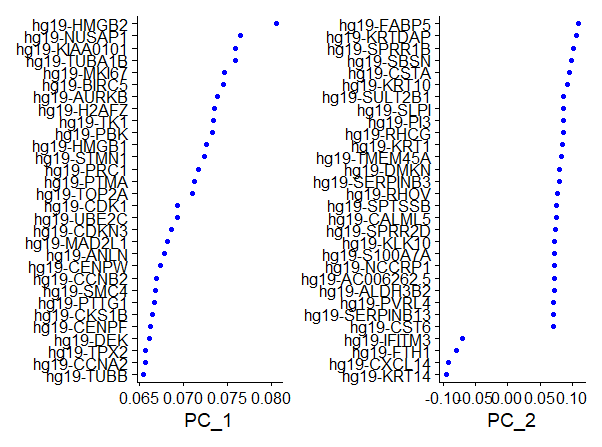 hg19-HMGB2
hg19-NUSAP1
hg19-KIAA0101
hg19-TUBA1B
hg19-MKI67
hg19-BIRC5
hg19-AURKB
hg19-H2AFZ
hg19-TK1
hg19-PBK
hg19-HMGB1
hg19-STMN1
hg19-PRC1
hg19-PTMA
hg19-TOP2A
hg19-CDK1
hg19-UBE2C
hg19-CDKN3
hg19-MAD2L1
hg19-ANLN
hg19-CENPW
hg19-CCNB2
hg19-SMC4
hg19-PTTG1
hg19-CKS1B
hg19-CENPF
hg19-DEK
hg19-TPX2
hg19-CCNA2
hg19-TUBB
0.065 0.070 0.075 0.080
PC_1
hg19-FABP5
hg19-KRTDAP
hg19-SPRR1B
hg19-SBSN
hg19-CSTA
hg19-KRT10
hg19-SULT2B1
hg19-SLPI
hg19-PI3
hg19-RHCG
hg19-KRT1
hg19-TMEM45A
hg19-DMKN
hg19-SERPINB3
hg19-RHOV
hg19-SPTSSB
hg19-CALML5
hg19-SPRR2D
hg19-KLK10
hg19-S100A7A
hg19-NCCRP1
hg19-AC006262.5
hg19-ALDH3B2
hg19-PVRL4
hg19-SERPINB13
hg19-CST6
hg19-IFITM3
hg19-FTH1
hg19-CXCL14
hg19-KRT14
-0.10 -0.05 0.00 0.05 0.10
PC_2